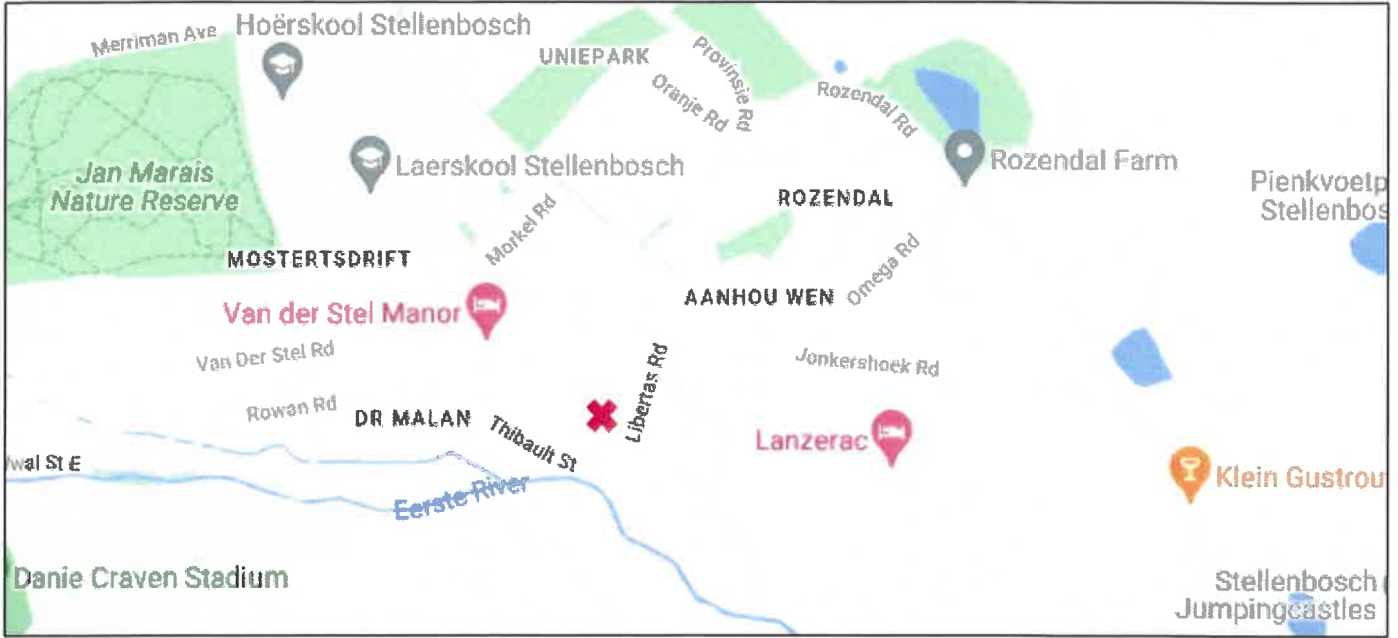 Merriman Ave
Hoërskool Stellenbosch
UNIEPARK
Provinsie Rd
Oranje Rd
Rozendal Rd
Jan Marais
Nature Reserve
Laerskool Stellenbosch
Rozendal Farm
ROZENDAL
Pienkvoetp
Stellenbos
Morkel Rd
MOSTERTSDRIFT
AANHOU WEN
Omega Rd
Van der Stel Manor
Van Der Stel Rd
Libertas Rd
Jonkershoek Rd
Rowan Rd
DR MALAN
Thibault St
Lanzerac
wal St E
Eerste River
Klein Gustrou
Danie Craven Stadium
Stellenbosch
Jumpingcastles